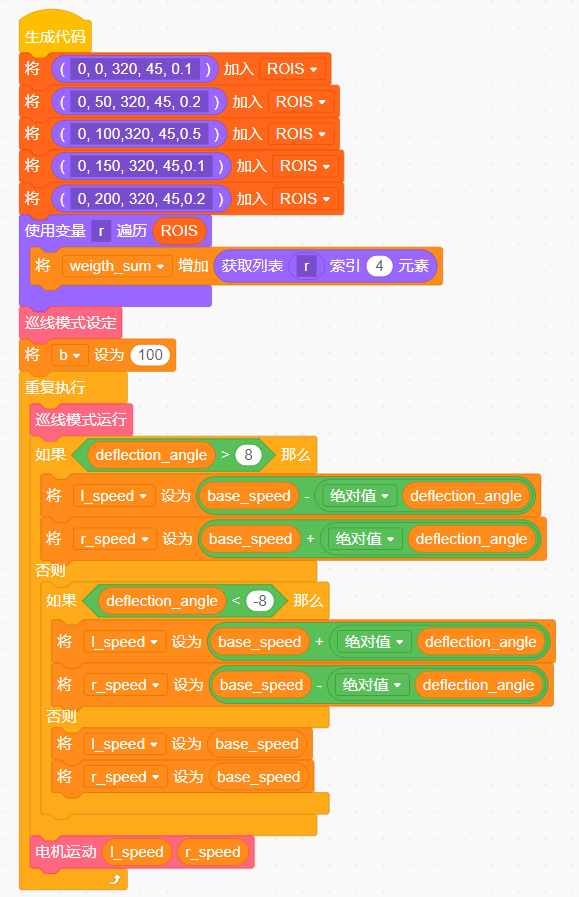 生成代码
将 ( 0, 0, 320, 45, 0.1 ) 加入 ROIS
将 ( 0, 50, 320, 45, 0.2 ) 加入 ROIS
将 ( 0, 100,320, 45,0.5 ) 加入 ROIS
将 ( 0, 150, 320, 45,0.1 ) 加入 ROIS
将 ( 0, 200, 320, 45,0.2 ) 加入 ROIS
使用变量 r 遍历 ROIS
将 weigth_sum 增加 获取列表 r 索引 4 元素
巡线模式设定
将 b 设为 100
重复执行
巡线模式运行
如果 deflection_angle > 8 那么
将 l_speed 设为 base_speed - 绝对值 deflection_angle
将 r_speed 设为 base_speed + 绝对值 deflection_angle
否则
如果 deflection_angle < -8 那么
将 l_speed 设为 base_speed + 绝对值 deflection_angle
将 r_speed 设为 base_speed - 绝对值 deflection_angle
否则
将 l_speed 设为 base_speed
将 r_speed 设为 base_speed
电机运动 l_speed r_speed